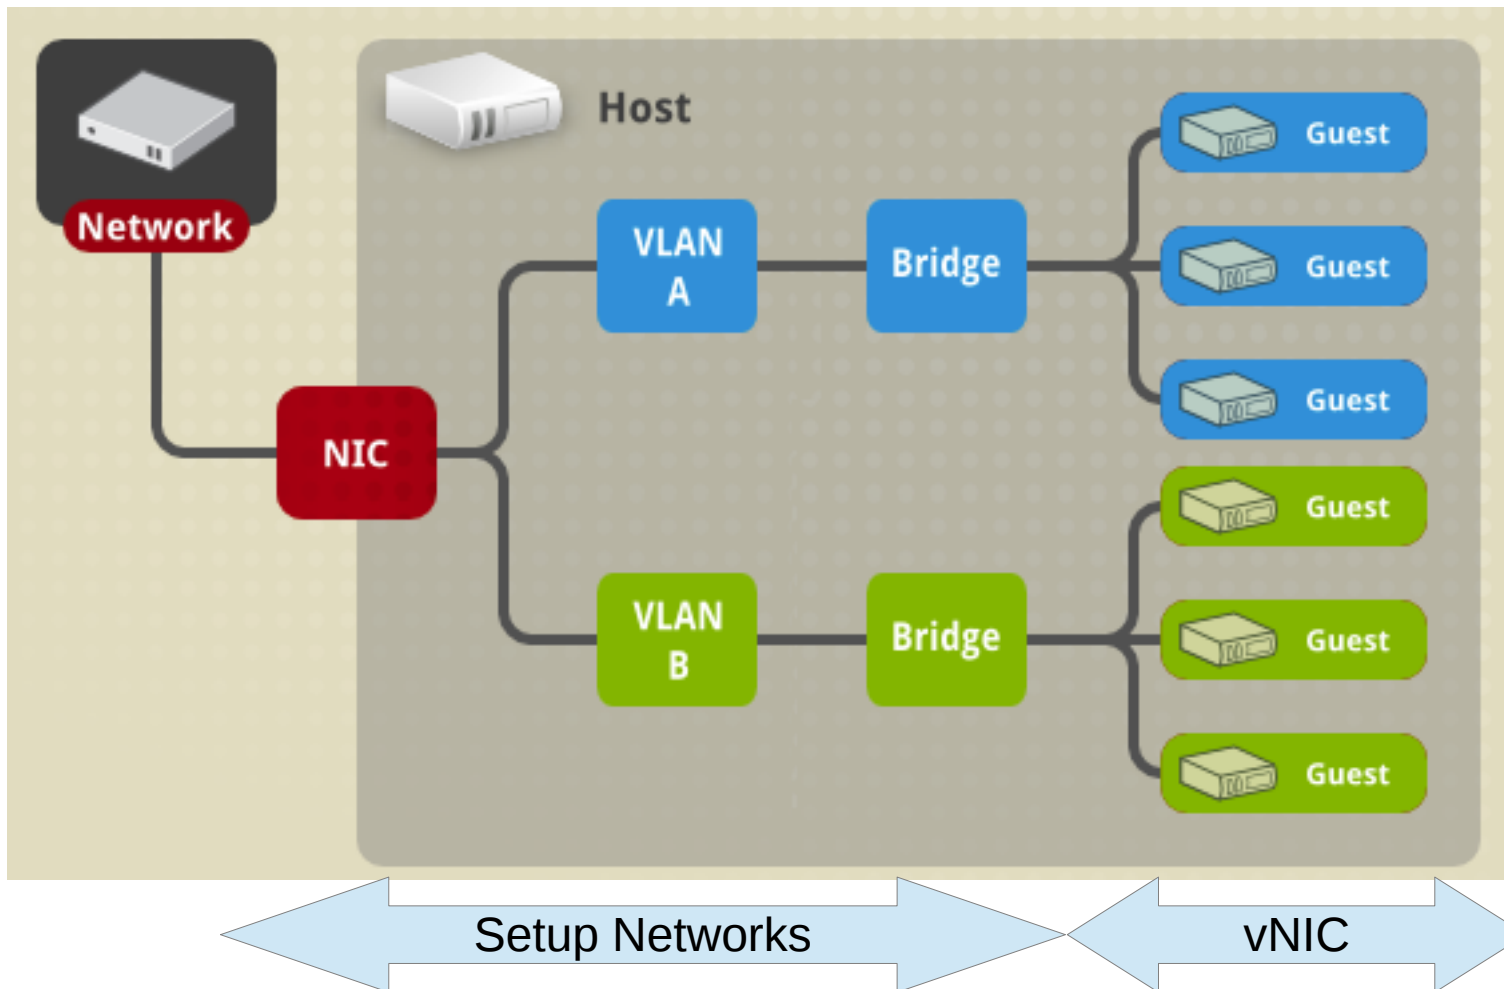 Host
Network
NIC
VLAN
A
Bridge
Guest
Guest
Guest
VLAN
B
Bridge
Guest
Guest
Guest
Setup Networks
vNIC